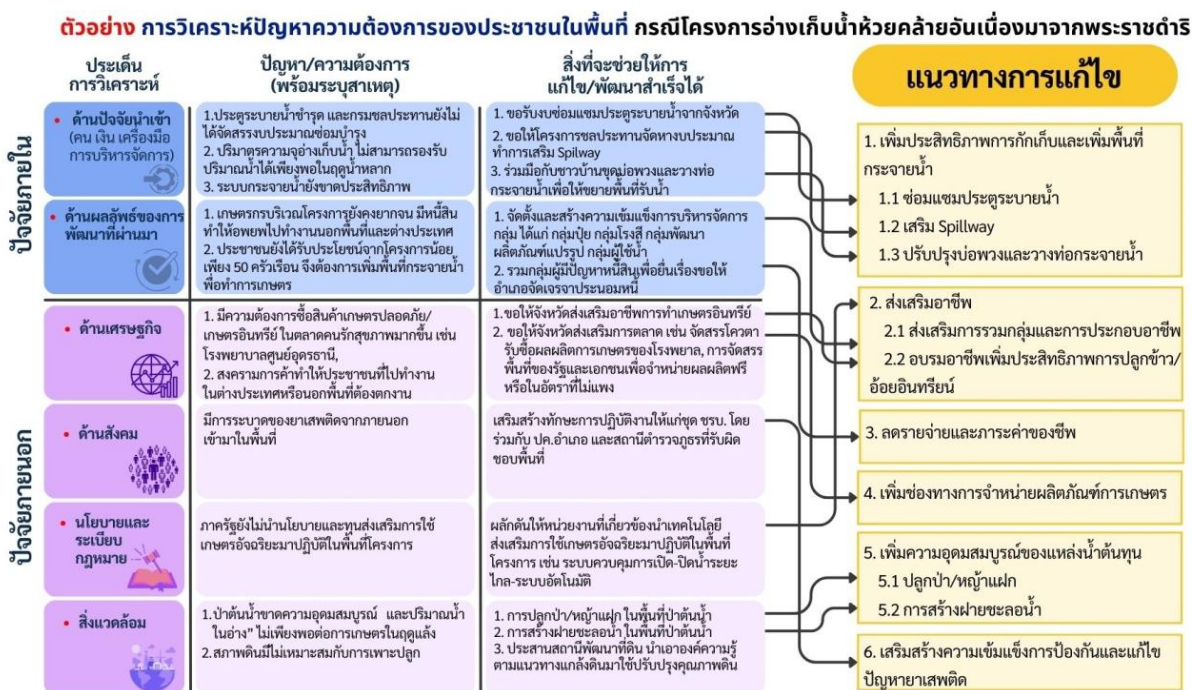 ตัวอย่าง การวิเคราะห์ปัญหาความต้องการของประชาชนในพื้นที่ กรณีโครงการอ่างเก็บน้ำห้วยคล้ายอันเนื่องมาจากพระราชดำริ
ประเด็น
การวิเคราะห์
ปัญหา/ความต้องการ
(พร้อมระบุสาเหตุ)
สิ่งที่จะช่วยให้การ
แก้ไข/พัฒนาสำเร็จได้
แนวทางการแก้ไข
ปัจจัยภายใน
• ด้านปัจจัยนำเข้า
(คน เงิน เครื่องมือ
การบริหารจัดการ)
1.ประตูระบายน้ำชำรุด และกรมชลประทานยังไม่
ได้จัดสรรงบประมาณซ่อมบำรุง
2. ปริมาตรความจุอ่างเก็บน้ำ ไม่สามารถรองรับ
ปริมาณน้ำได้เพียงพอในฤดูน้ำหลาก
3. ระบบกระจายน้ำยังขาดประสิทธิภาพ
1. ขอรับงบซ่อมแซมประตูระบายน้ำจากจังหวัด
2. ขอให้โครงการชลประทานจัดหางบประมาณ
ทำการเสริม Spilway
3. ร่วมมือกับชาวบ้านขุดบ่อพวงและวางท่อ
กระจายน้ำเพื่อให้ขยายพื้นที่รับน้ำ
• ด้านผลลัพธ์ของการ
พัฒนาที่ผ่านมา
1. เกษตรกรบริเวณโครงการยังคงยากจน มีหนี้สิน
ทำให้อพยพไปทำงานนอกพื้นที่และต่างประเทศ
2. ประชาชนยังได้รับประโยชน์จากโครงการน้อย
เพียง 50 ครัวเรือน จึงต้องการเพิ่มพื้นที่กระจายน้ำ
เพื่อทำการเกษตร
1. จัดตั้งและสร้างความเข้มแข็งการบริหารจัดการ
กลุ่ม ได้แก่ กลุ่มปุ๋ย กลุ่มโรงสี กลุ่มพัฒนา
ผลิตภัณฑ์แปรรูป กลุ่มผู้ใช้น้ำ
2. รวมกลุ่มผู้มีปัญหาหนี้สินเพื่อยื่นเรื่องขอให้
อำเภอจัดเจรจาประนอมหนี้
ปัจจัยภายนอก
• ด้านเศรษฐกิจ
1. มีความต้องการซื้อสินค้าเกษตรปลอดภัย/
เกษตรอินทรีย์ ในตลาดคนรักสุขภาพมากขึ้น เช่น
โรงพยาบาลศูนย์อุดรธานี,
2. สงครามการค้าทำให้ประชาชนที่ไปทำงาน
ในต่างประเทศหรือนอกพื้นที่ต้องตกงาน
1.ขอให้จังหวัดส่งเสริมอาชีพการทำเกษตรอินทรีย์
2. ขอให้จังหวัดส่งเสริมการตลาด เช่น จัดสรรโควตา
รับซื้อผลผลิตการเกษตรของโรงพยาล, การจัดสรร
พื้นที่ของรัฐและเอกชนเพื่อจำหน่ายผลผลิตฟรี
หรือในอัตราที่ไม่แพง
• ด้านสังคม
มีการระบาดของยาเสพติดจากภายนอก
เข้ามาในพื้นที่
เสริมสร้างทักษะการปฏิบัติงานให้แก่ชุด ชรบ. โดย
ร่วมกับ ปค.อำเภอ และสถานีตำรวจภูธรที่รับผิด
ชอบพื้นที่
• นโยบายและ
ระเบียบ
กฎหมาย
ภาครัฐยังไม่นำนโยบายและทุนส่งเสริมการใช้
เกษตรอัจฉริยะมาปฏิบัติในพื้นที่โครงการ
ผลักดันให้หน่วยงานที่เกี่ยวข้องนำเทคโนโลยี
ส่งเสริมการใช้เกษตรอัจฉริยะมาปฏิบัติในพื้นที่
โครงการ เช่น ระบบควบคุมการเปิด-ปิดน้ำระยะ
ไกล-ระบบอัตโนมัติ
• สิ่งแวดล้อม
1.ป่าต้นน้ำขาดความอุดมสมบูรณ์ และปริมาณน้ำ
ในอ่าง" ไม่เพียงพอต่อการเกษตรในฤดูแล้ง
2.สภาพดินมีไม่เหมาะสมกับการเพาะปลูก
1. การปลูกป่า/หญ้าแฝก ในพื้นที่ป่าต้นน้ำ
2. การสร้างฝายชะลอน้ำ ในพื้นที่ป่าต้นน้ำ
3. ประสานสถานีพัฒนาที่ดิน นำเอาองค์ความรู้
ตามแนวทางแกล้งดินมาใช้ปรับปรุงคุณภาพดิน
1. เพิ่มประสิทธิภาพการกักเก็บและเพิ่มพื้นที่
กระจายน้ำ
1.1 ซ่อมแซมประตูระบายน้ำ
1.2 เสริม Spillway
1.3 ปรับปรุงบ่อพวงและวางท่อกระจายน้ำ
2. ส่งเสริมอาชีพ
2.1 ส่งเสริมการรวมกลุ่มและการประกอบอาชีพ
2.2 อบรมอาชีพเพิ่มประสิทธิภาพการปลูกข้าว/
อ้อยอินทรีย์
3. ลดรายจ่ายและภาระค่าของชีพ
4. เพิ่มช่องทางการจำหน่ายผลิตภัณฑ์การเกษตร
5. เพิ่มความอุดมสมบูรณ์ของแหล่งน้ำต้นทุน
5.1 ปลูกป่า/หญ้าแฝก
5.2 การสร้างฝายชะลอน้ำ
6. เสริมสร้างความเข้มแข็งการป้องกันและแก้ไข
ปัญหายาเสพติด